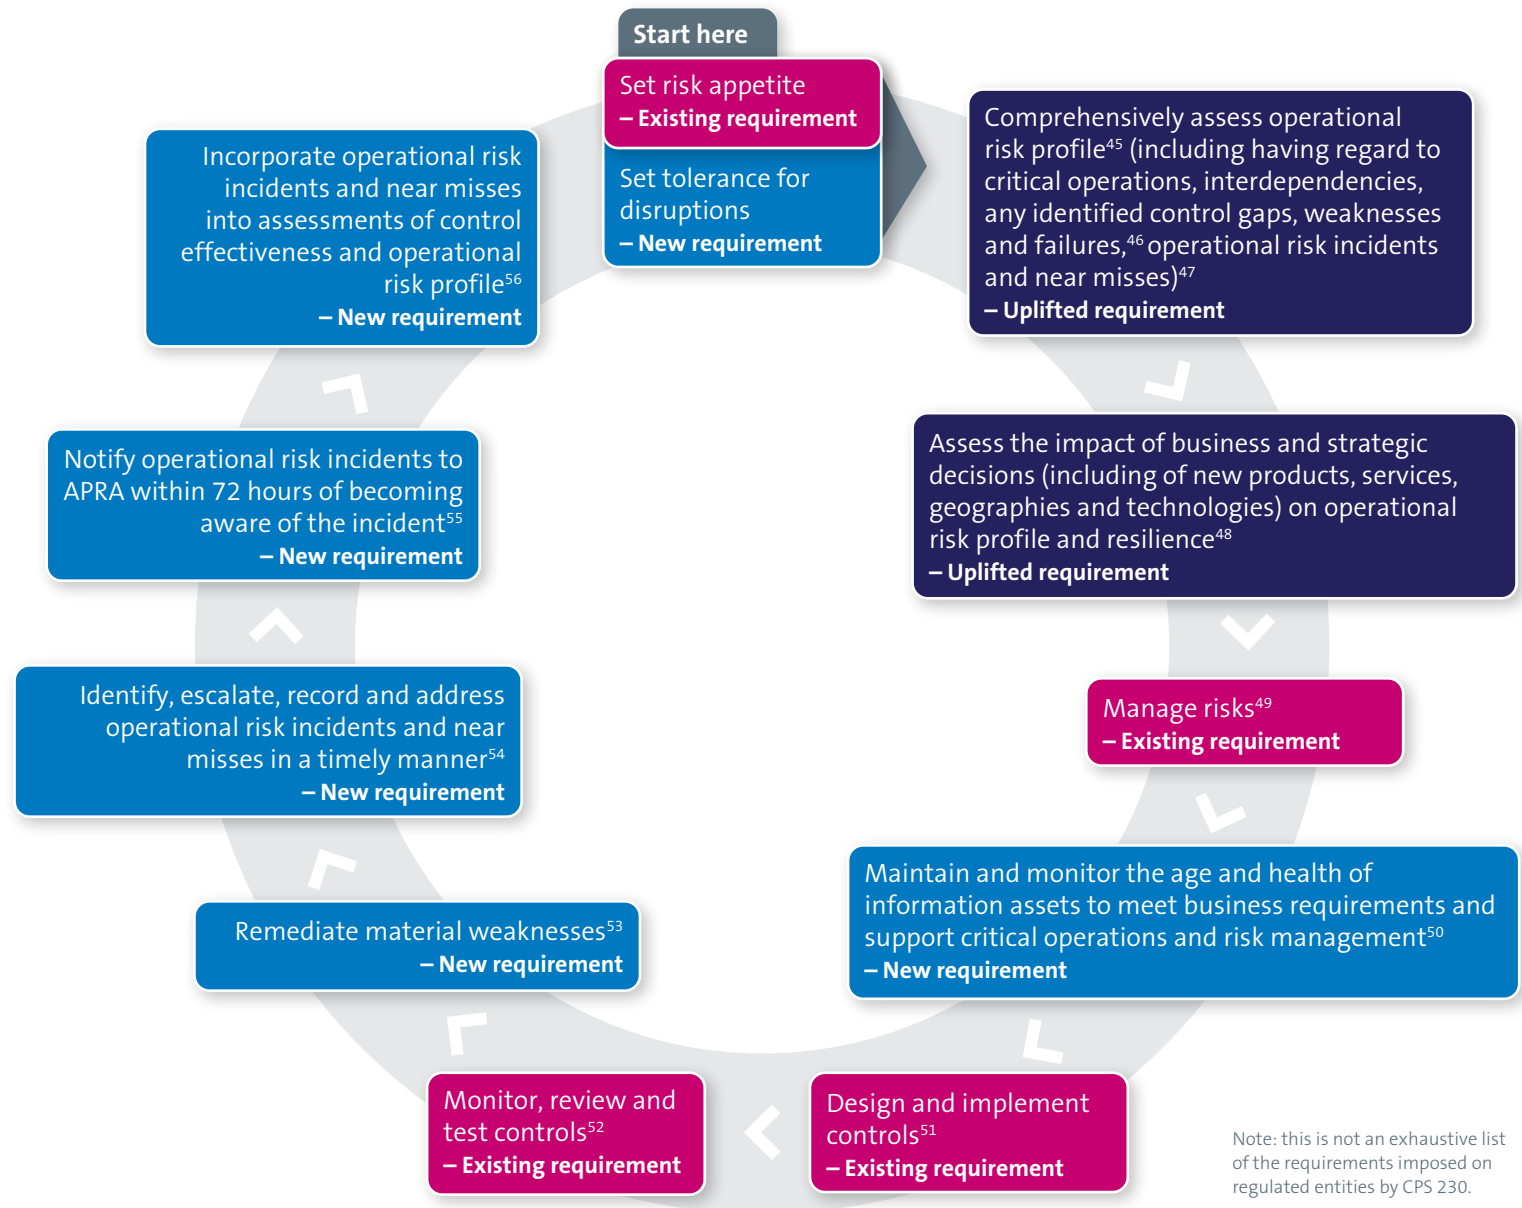 Start here
Set risk appetite
– Existing requirement
Set tolerance for
disruptions
– New requirement
Comprehensively assess operational
risk profile45 (including having regard to
critical operations, interdependencies,
any identified control gaps, weaknesses
and failures,46 operational risk incidents
and near misses)47
– Uplifted requirement
Assess the impact of business and strategic
decisions (including of new products, services,
geographies and technologies) on operational
risk profile and resilience48
– Uplifted requirement
Manage risks49
– Existing requirement
Maintain and monitor the age and health of
information assets to meet business requirements and
support critical operations and risk management50
– New requirement
Design and implement
controls51
– Existing requirement
Monitor, review and
test controls52
– Existing requirement
Remediate material weaknesses53
– New requirement
Identify, escalate, record and address
operational risk incidents and near
misses in a timely manner54
– New requirement
Notify operational risk incidents to
APRA within 72 hours of becoming
aware of the incident55
– New requirement
Incorporate operational risk
incidents and near misses
into assessments of control
effectiveness and operational
risk profile56
– New requirement
Note: this is not an exhaustive list
of the requirements imposed on
regulated entities by CPS 230.